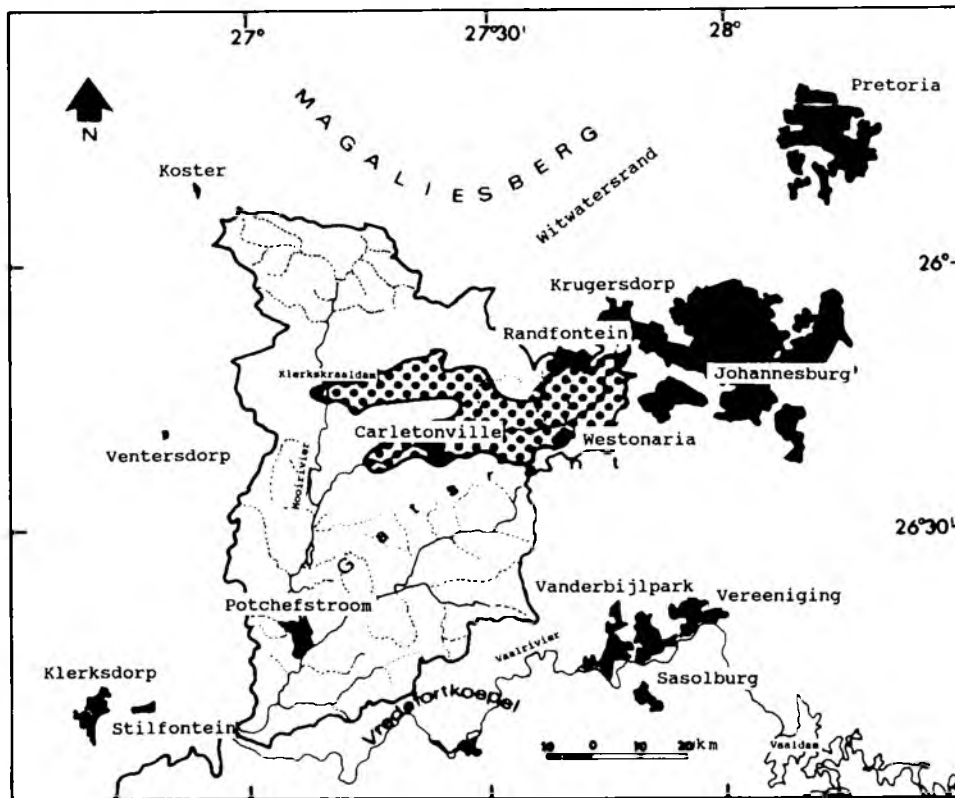 27°
27°30'
28°
N
Pretoria
MAGALIESBERG
Koster
Witwatersrand
26°
Krugersdorp
Randfontein
Klerkskraaldam
Johannesburg
Carletonville
Westonaria
Ventersdorp
Mooirivier
Gatsr
26°30'
Vanderbijlpark
Vereeniging
Potchefstroom
Vaalrivier
Klerksdorp
Sasolburg
Stilfontein
Vredefortkoepel
10 0 10 20 km
Vaaldam